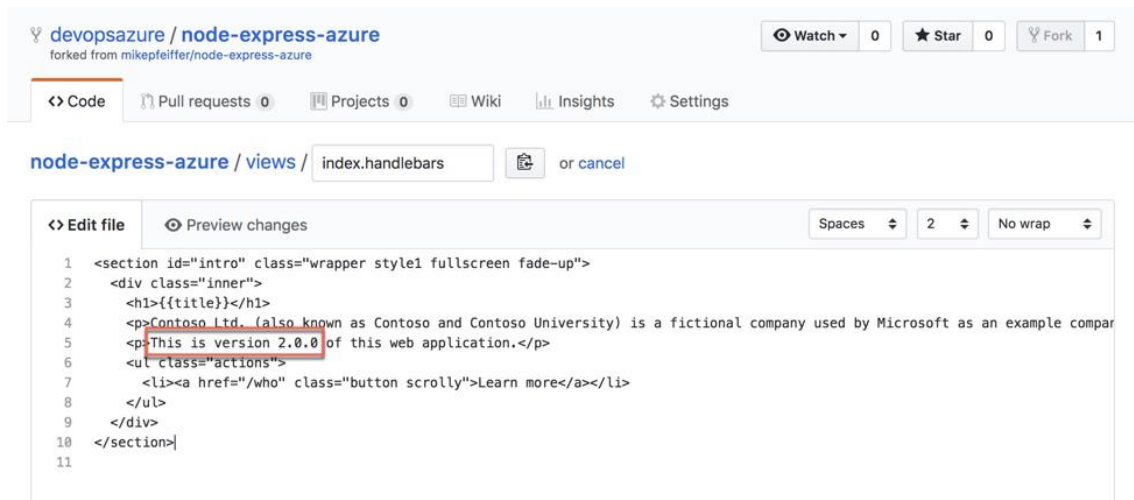 devopsazure / node-express-azure
Watch 0 Star 0 Fork 1
forked from mikepfeiffer/node-express-azure
<> Code Pull requests 0 Projects 0 Wiki Insights Settings
node-express-azure / views / index.handlebars or cancel
<> Edit file Preview changes Spaces 2 No wrap
1 <section id="intro" class="wrapper style1 fullscreen fade-up">
2 <div class="inner">
3 <h1>{{title}}</h1>
4 <p>Contoso Ltd. (also known as Contoso and Contoso University) is a fictional company used by Microsoft as an example compar
5 <p>This is version 2.0.0 of this web application.</p>
6 <ul class="actions">
7 <li><a href="/who" class="button scrolly">Learn more</a></li>
8 </ul>
9 </div>
10 </section>
11